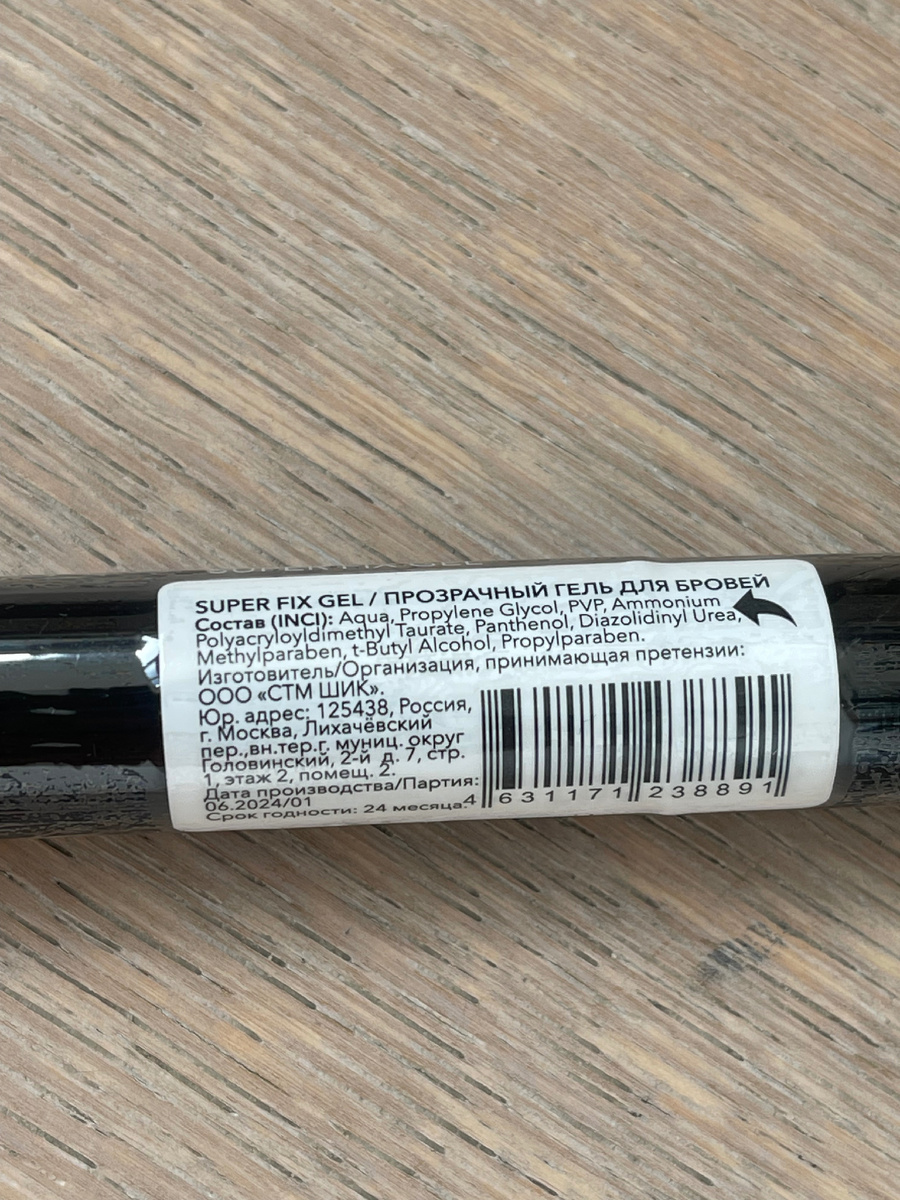 SUPER FIX GEL
SUPER FIX GEL / ПРОЗРАЧНЫЙ ГЕЛЬ ДЛЯ БРОВЕЙ
Состав (INCI): Aqua, Propylene Glycol, PVP, Ammonium
Polyacryloyldimethyl Taurate, Panthenol, Diazolidinyl Urea,
Methylparaben, t-Butyl Alcohol, Propylparaben.
Изготовитель/Организация, принимающая претензии:
ООО «СТМ ШИК».
Юр. адрес: 125438, Россия,
г. Москва, Лихачёвский
пер.,вн.тер.г. муниц. округ
Головинский, 2-й д. 7, стр.
1, этаж 2, помещ. 2.
Дата производства/Партия:
06.2024/01
Срок годности: 24 месяца.
4 631171 238891